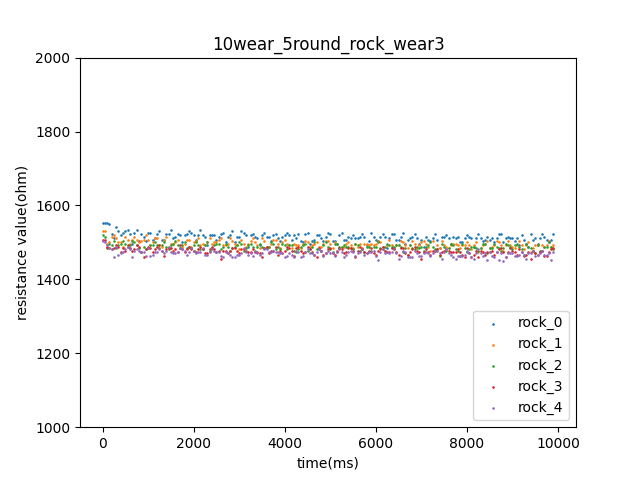 10wear_5round_rock_wear3
resistance value(ohm)
2000
1800
1600
1400
1200
1000
0
2000
4000
6000
8000
10000
time(ms)
rock_0
rock_1
rock_2
rock_3
rock_4